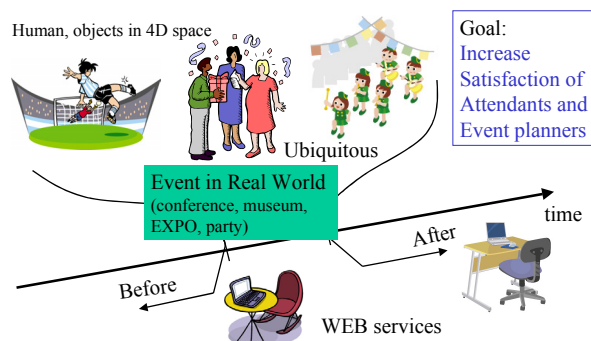 Human, objects in 4D space
Goal:
Increase
Satisfaction of
Attendants and
Event planners
Ubiquitous
Event in Real World
(conference, museum,
EXPO, party)
time
After
Before
WEB services